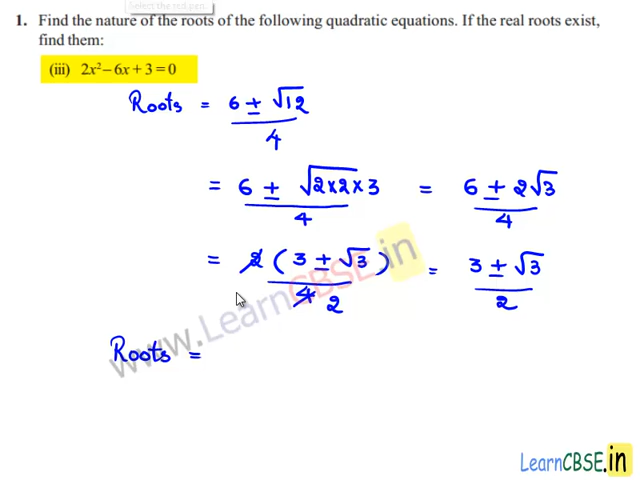 Select the red pen.
1. Find the nature of the roots of the following quadratic equations. If the real roots exist,
find them:
(iii) 2x² – 6x + 3 = 0
Roots = (6 ± √12)/4
= (6 ± √(2×2)×3)/4 = (6 ± 2√3)/4
= 2(3 ± √3)/4 2 = (3 ± √3)/2
Roots =
www.LearnCBSE.in
LearnCBSE.in